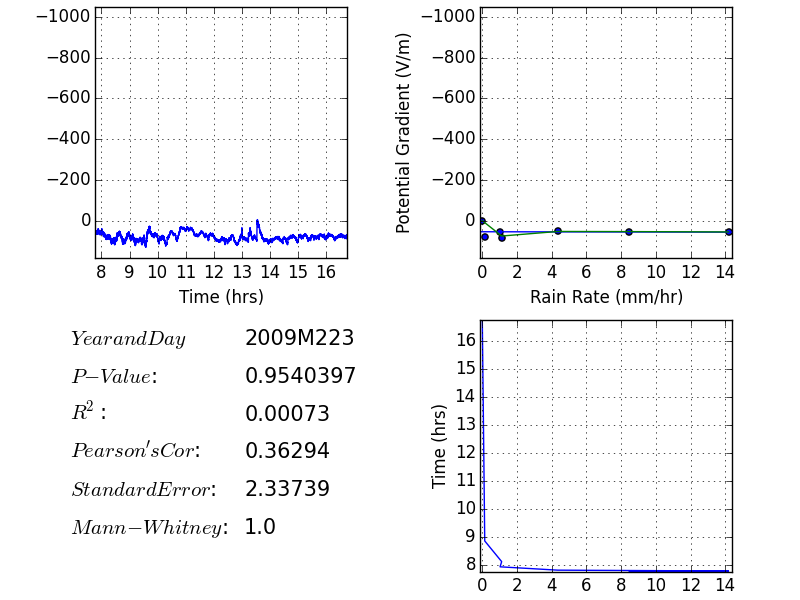 −1000
−800
−600
−400
−200
0
8 9 10 11 12 13 14 15 16
Time (hrs)
Potential Gradient (V/m)
−1000
−800
−600
−400
−200
0
0 2 4 6 8 10 12 14
Rain Rate (mm/hr)
YearandDay 2009M223
P−Value: 0.9540397
R²: 0.00073
Pearson'sCor: 0.36294
StandardError: 2.33739
Mann−Whitney: 1.0
Time (hrs)
16
15
14
13
12
11
10
9
8
0 2 4 6 8 10 12 14